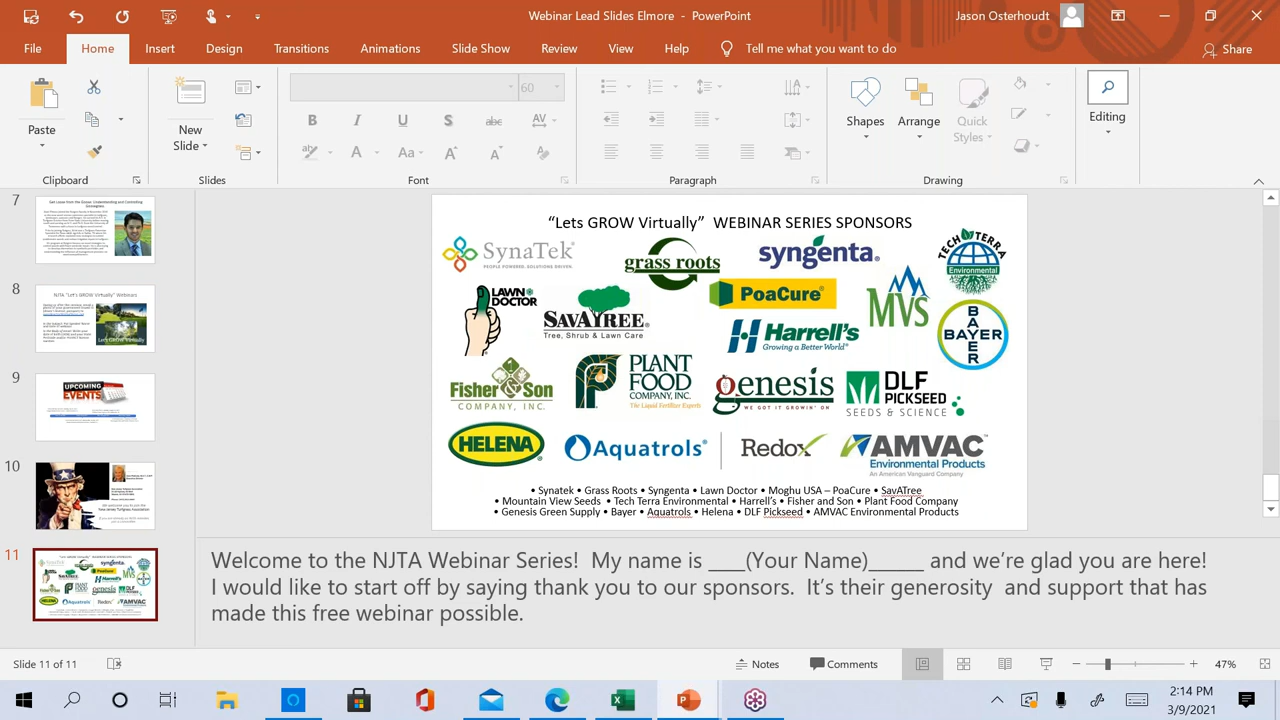 Webinar Lead Slides Elmore - PowerPoint
Jason Osterhoudt
File Home Insert Design Transitions Animations Slide Show Review View Help Tell me what you want to do
Share
Paste
New Slide
60
B I U S abc AV
A Aa A A
Shapes Arrange Quick Styles
Editing
Clipboard Slides Font Paragraph Drawing
7
8
NJTA "Let's GROW Virtually" Webinars
9
UPCOMING EVENTS
10
11
"Lets GROW Virtually" WEBINAR SERIES SPONSORS
SynaTek
PEOPLE POWERED. SOLUTIONS DRIVEN.
grass roots
syngenta
TECH TERRA
Environmental
LAWN DOCTOR
SAVATREE
Tree, Shrub & Lawn Care
PoaCure
MVS
Harrell's
Growing a Better World
BAYER
BAYER
Fisher & Son
COMPANY, INC.
PLANT FOOD
COMPANY, INC.
The Liquid Fertilizer Experts
genesis
WE GOT IT GROWIN' ON
DLF
PICKSEED
SEEDS & SCIENCE
HELENA
Aquatrols
Redox
AMVAC
Environmental Products
An American Vanguard Company
• Synatek • Grass Roots • Syngenta • Lawn Doctor • Moghu USA – PoaCure • SavATree
• Mountain View Seeds • Tech Terra Environmental • Harrell's • Fisher and Son • Plant Food Company
• Genesis Green Supply • Bayer • Aquatrols • Helena • DLF Pickseed • AMVAC Environmental Products
Welcome to the NJTA Webinar Series! My name is ____(Your Name)______ and we're glad you are here!
I would like to start off by saying thank you to our sponsors. It's their generosity and support that has
made this free webinar possible.
Slide 11 of 11
Notes Comments
47%
2:14 PM
3/9/2021